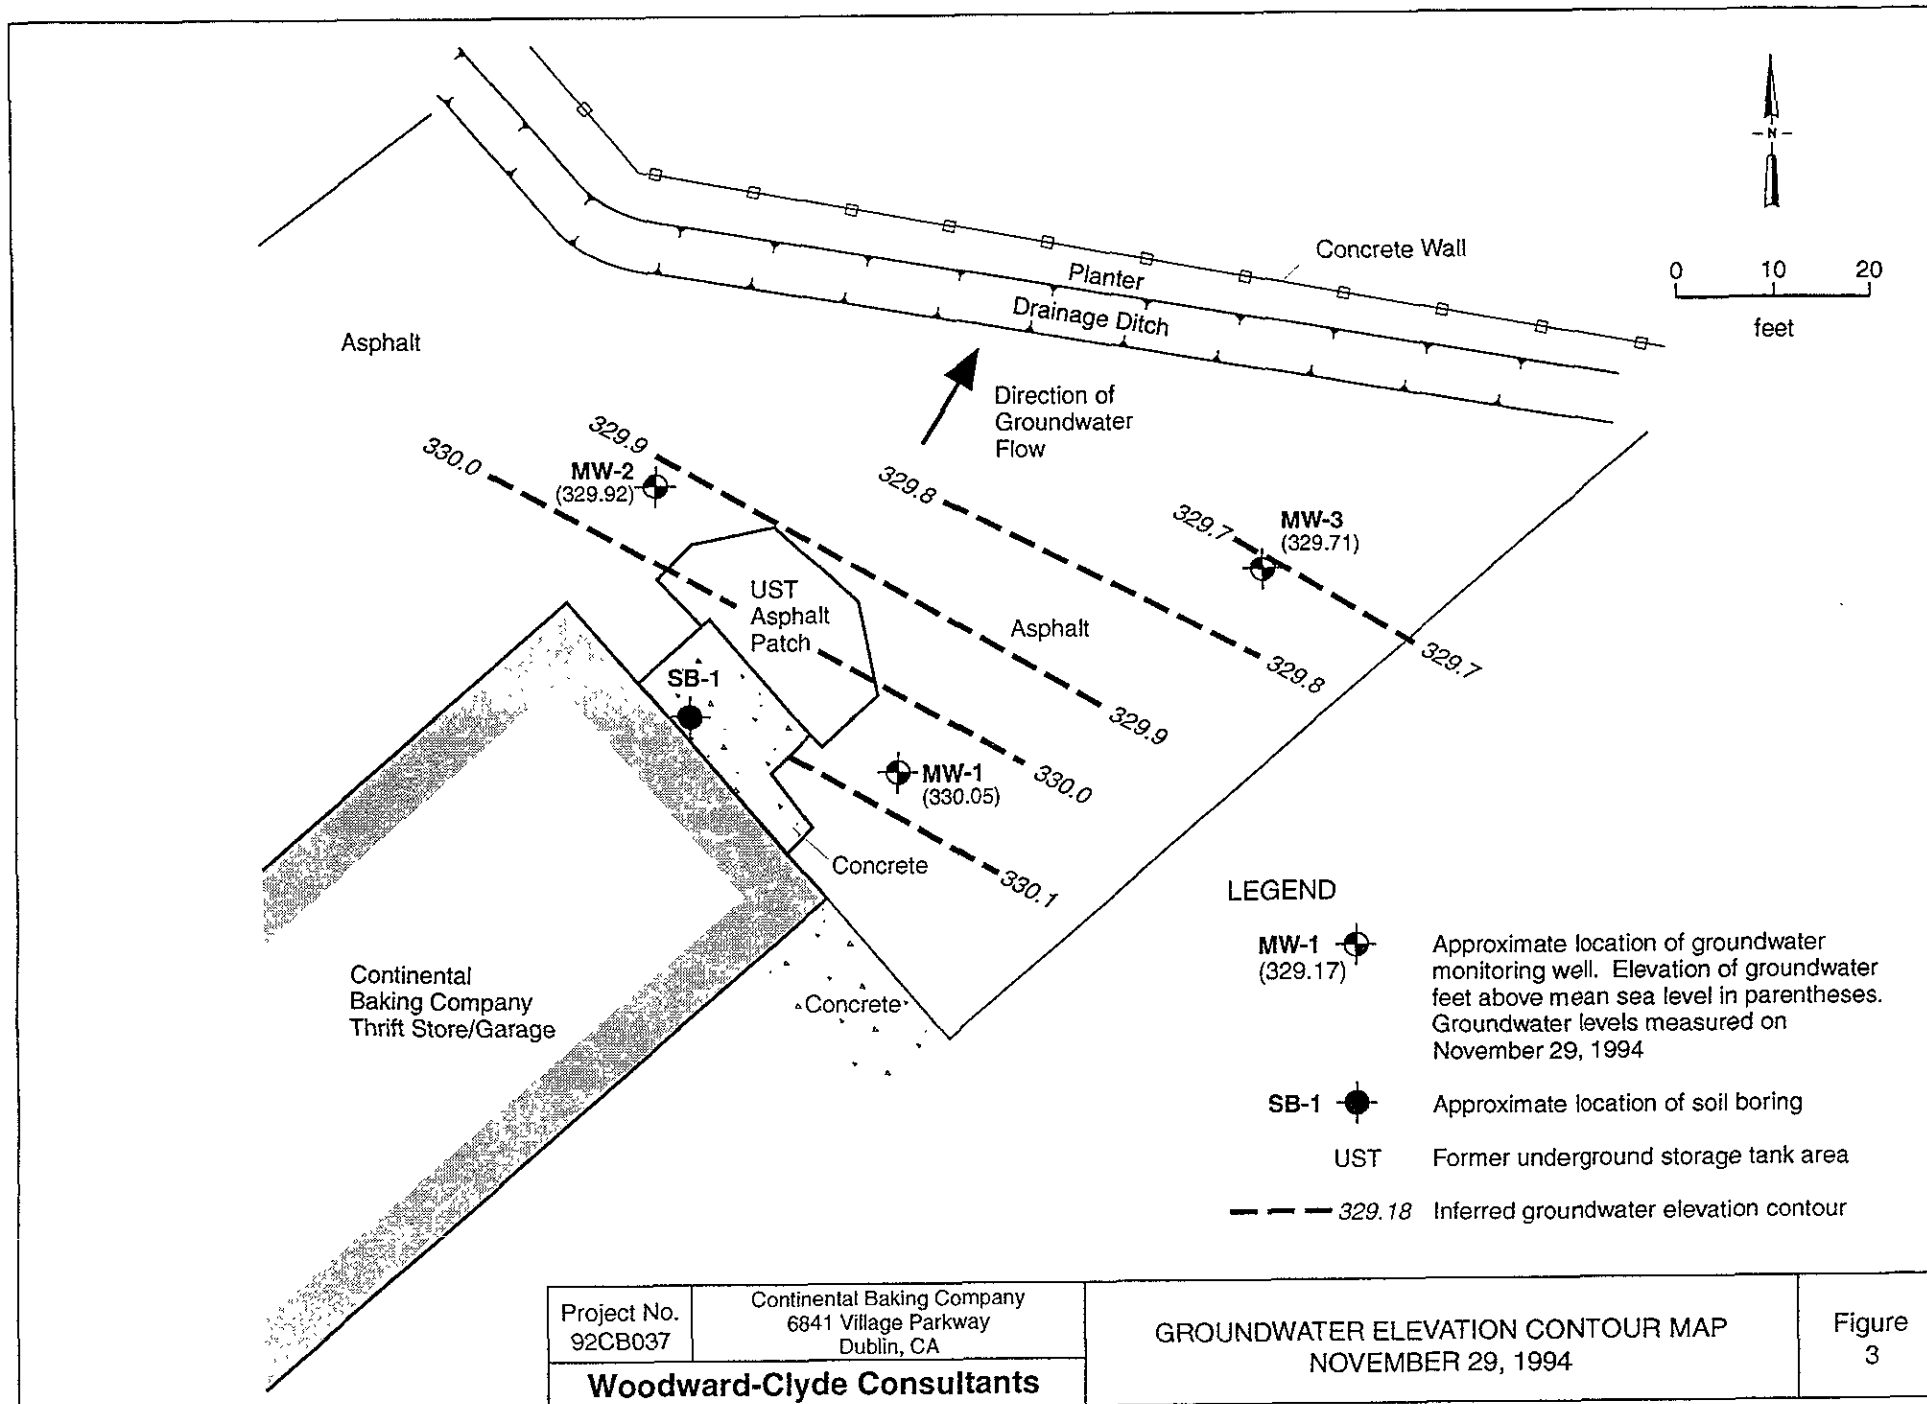 N
Concrete Wall
0 10 20
feet
Planter
Drainage Ditch
Asphalt
Direction of
Groundwater
Flow
329.9
330.0
MW-2
(329.92)
329.8
329.7
MW-3
(329.71)
UST
Asphalt
Patch
Asphalt
329.7
329.8
SB-1
329.9
MW-1
(330.05)
330.0
Concrete
330.1
Continental
Baking Company
Thrift Store/Garage
Concrete
LEGEND
MW-1
(329.17)
Approximate location of groundwater
monitoring well. Elevation of groundwater
feet above mean sea level in parentheses.
Groundwater levels measured on
November 29, 1994
SB-1 Approximate location of soil boring
UST Former underground storage tank area
329.18 Inferred groundwater elevation contour
Project No.
92CB037
Continental Baking Company
6841 Village Parkway
Dublin, CA
Woodward-Clyde Consultants
GROUNDWATER ELEVATION CONTOUR MAP
NOVEMBER 29, 1994
Figure
3